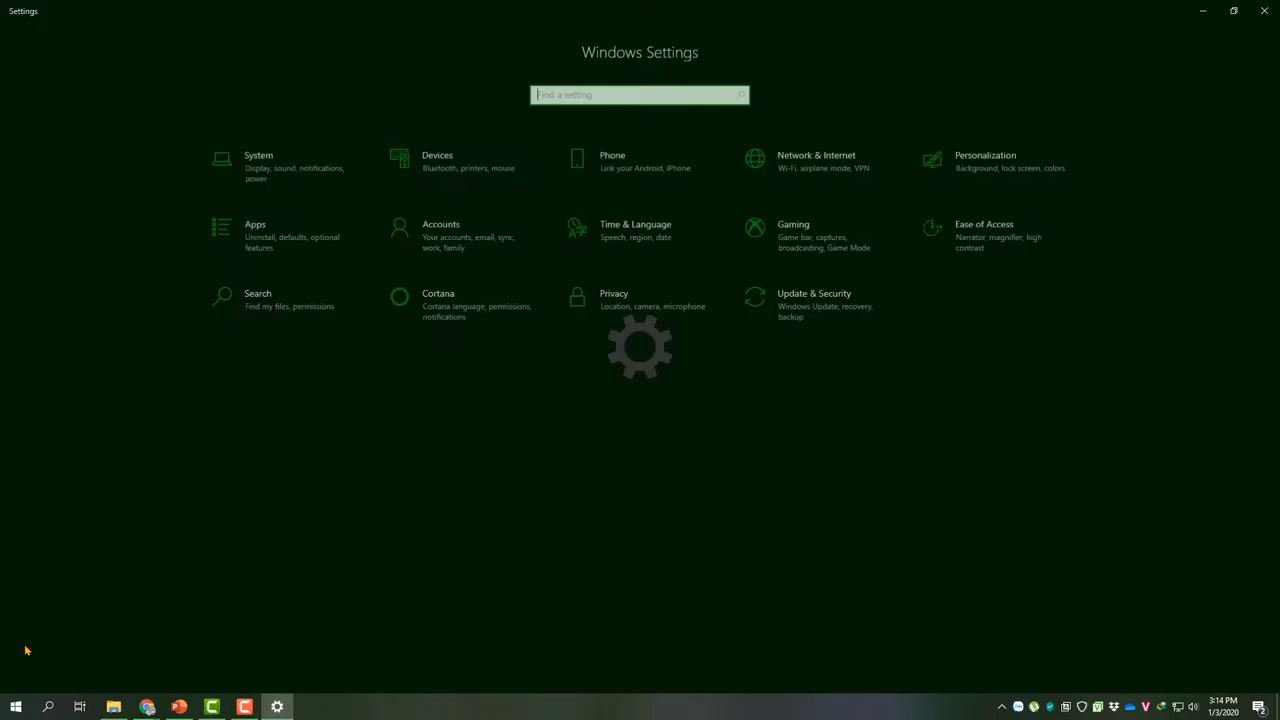 Settings
Windows Settings
Find a setting
System
Display, sound, notifications,
power
Devices
Bluetooth, printers, mouse
Phone
Link your Android, iPhone
Network & Internet
Wi-Fi, airplane mode, VPN
Personalization
Background, lock screen, colors
Apps
Uninstall, defaults, optional
features
Accounts
Your accounts, email, sync,
work, family
Time & Language
Speech, region, date
Gaming
Game bar, captures,
broadcasting, Game Mode
Ease of Access
Narrator, magnifier, high
contrast
Search
Find my files, permissions
Cortana
Cortana language, permissions,
notifications
Privacy
Location, camera, microphone
Update & Security
Windows Update, recovery,
backup
3:14 PM
1/3/2020